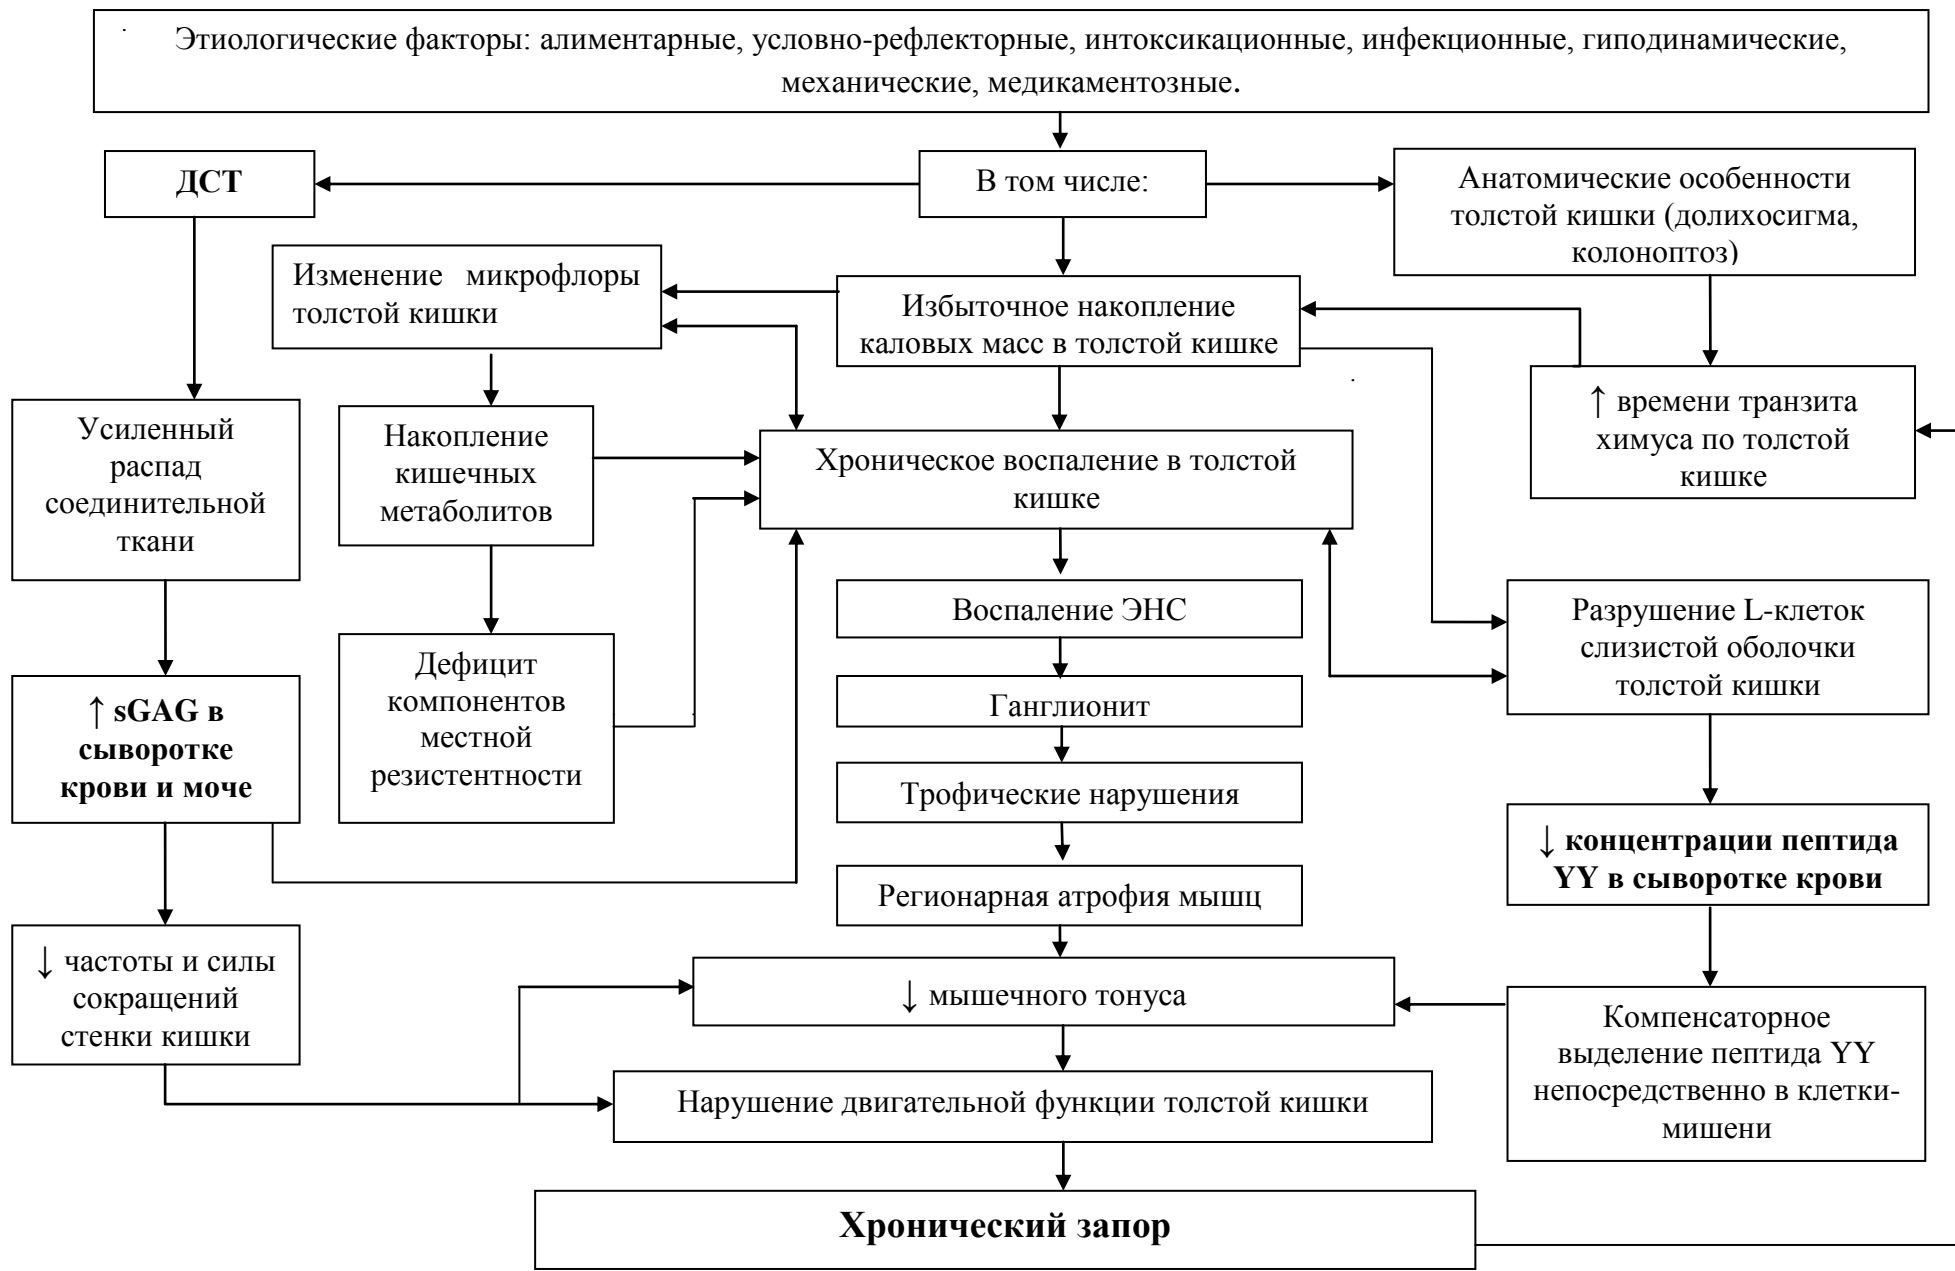 Этиологические факторы: алиментарные, условно-рефлекторные, интоксикационные, инфекционные, гиподинамические,
механические, медикаментозные.
ДСТ
В том числе:
Анатомические особенности
толстой кишки (долихосигма,
колоноптоз)
Изменение микрофлоры
толстой кишки
Избыточное накопление
каловых масс в толстой кишке
↑ времени транзита
химуса по толстой
кишке
Усиленный
распад
соединительной
ткани
Накопление
кишечных
метаболитов
Хроническое воспаление в толстой
кишке
Воспаление ЭНС
Разрушение L-клеток
слизистой оболочки
толстой кишки
Дефицит
компонентов
местной
резистентности
↑ sGAG в
сыворотке
крови и моче
Ганглионит
Трофические нарушения
↓ концентрации пептида
YY в сыворотке крови
Регионарная атрофия мышц
↓ частоты и силы
сокращений
стенки кишки
↓ мышечного тонуса
Компенсаторное
выделение пептида YY
непосредственно в клетки-
мишени
Нарушение двигательной функции толстой кишки
Хронический запор